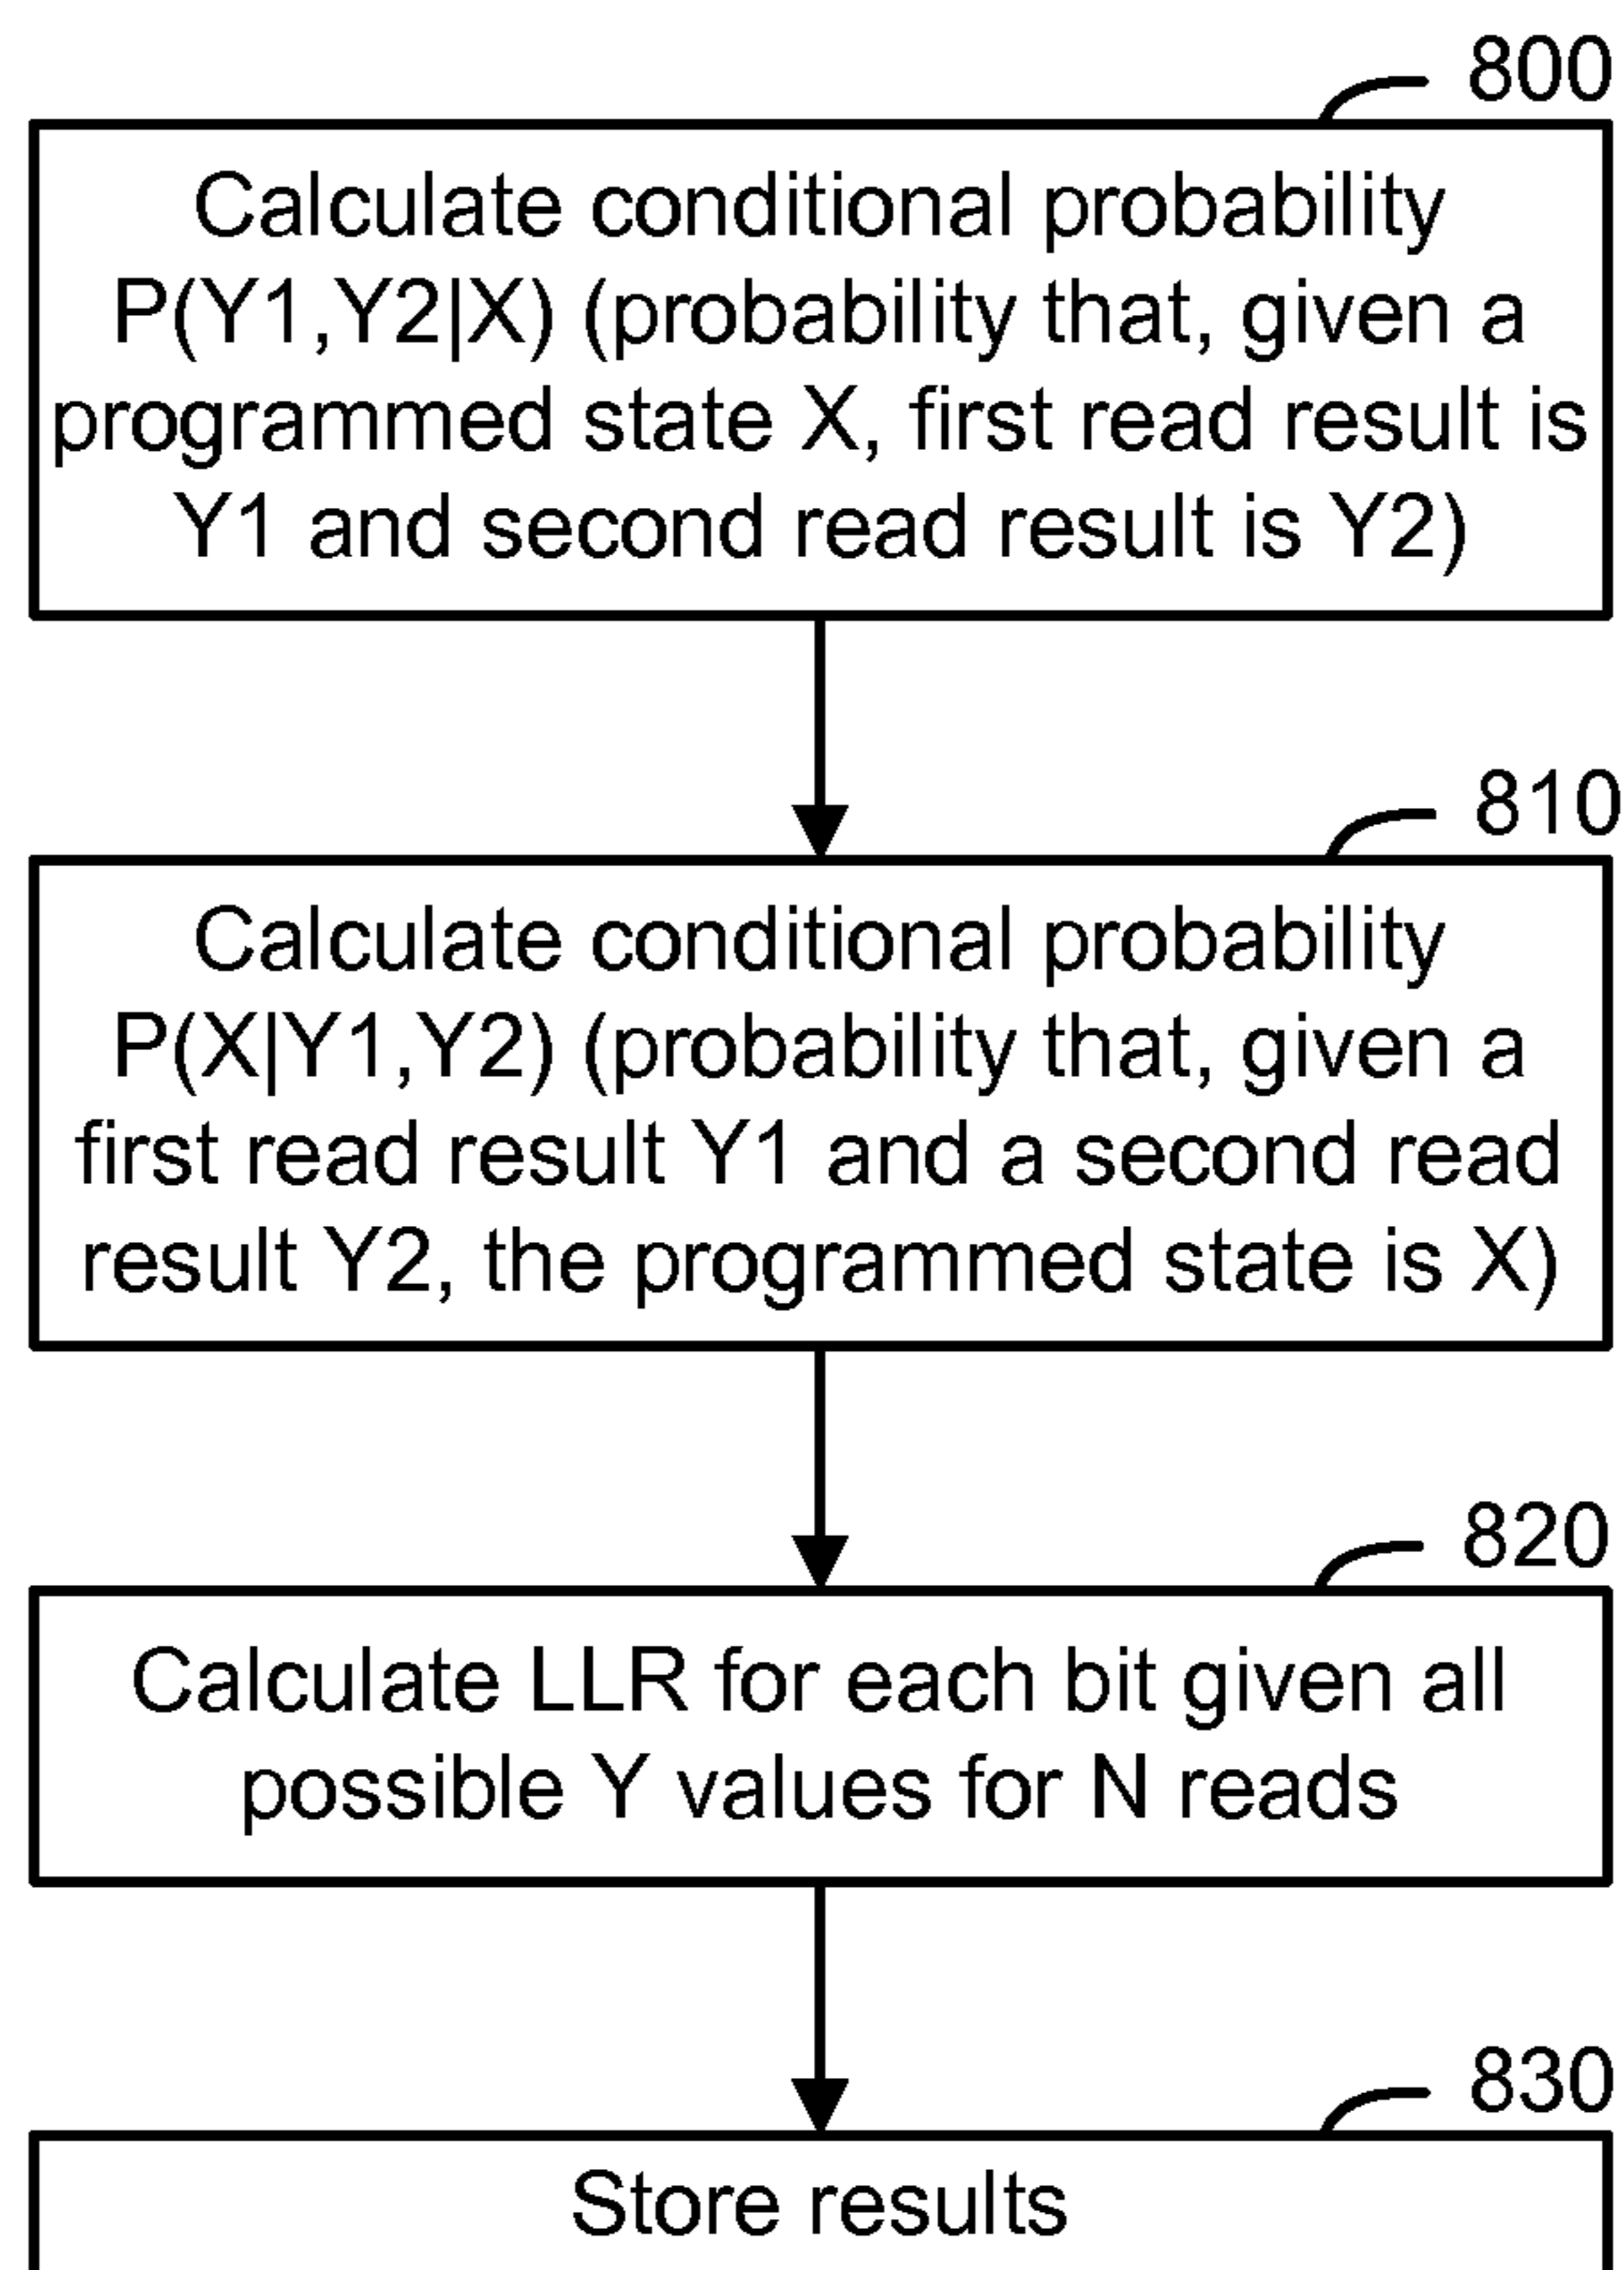 800
Calculate conditional probability
P(Y1,Y2|X) (probability that, given a
programmed state X, first read result is
Y1 and second read result is Y2)
810
Calculate conditional probability
P(X|Y1,Y2) (probability that, given a
first read result Y1 and a second read
result Y2, the programmed state is X)
820
Calculate LLR for each bit given all
possible Y values for N reads
830
Store results